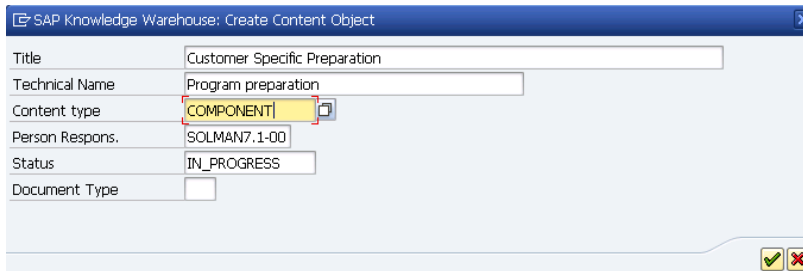 SAP Knowledge Warehouse: Create Content Object
Title Customer Specific Preparation
Technical Name Program preparation
Content type COMPONENT
Person Respons. SOLMAN7.1-00
Status IN_PROGRESS
Document Type